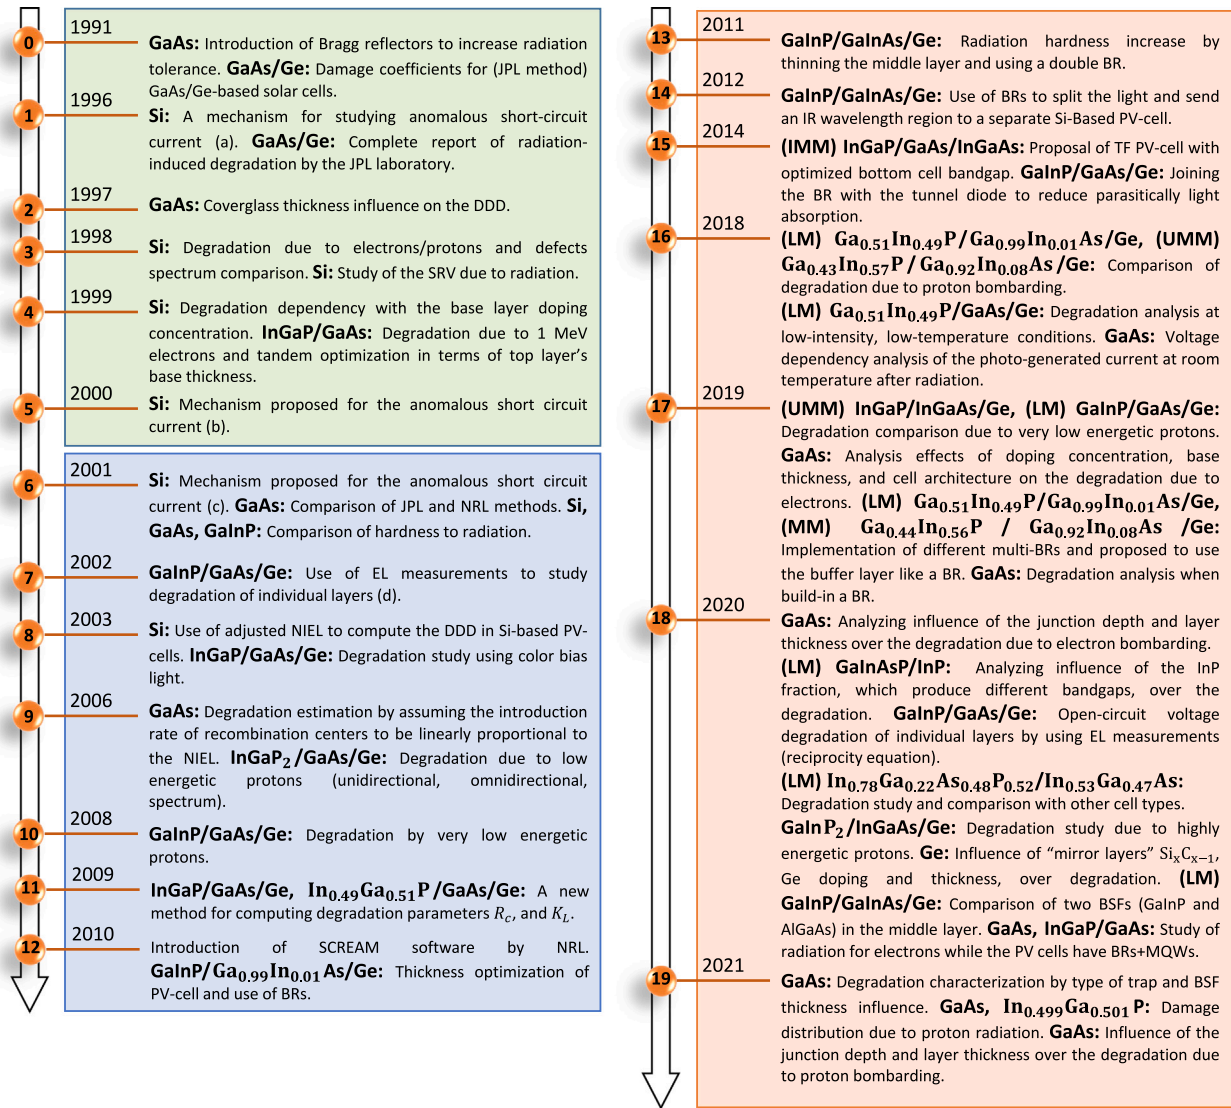 1991
0
GaAs: Introduction of Bragg reflectors to increase radiation
tolerance. GaAs/Ge: Damage coefficients for (JPL method)
GaAs/Ge-based solar cells.
1996
1
Si: A mechanism for studying anomalous short-circuit
current (a). GaAs/Ge: Complete report of radiation-
induced degradation by the JPL laboratory.
1997
2
GaAs: Coverglass thickness influence on the DDD.
1998
3
Si: Degradation due to electrons/protons and defects
spectrum comparison. Si: Study of the SRV due to radiation.
1999
4
Si: Degradation dependency with the base layer doping
concentration. InGaP/GaAs: Degradation due to 1 MeV
electrons and tandem optimization in terms of top layer's
base thickness.
2000
5
Si: Mechanism proposed for the anomalous short circuit
current (b).
2001
6
Si: Mechanism proposed for the anomalous short circuit
current (c). GaAs: Comparison of JPL and NRL methods. Si,
GaAs, GaInP: Comparison of hardness to radiation.
2002
7
GaInP/GaAs/Ge: Use of EL measurements to study
degradation of individual layers (d).
2003
8
Si: Use of adjusted NIEL to compute the DDD in Si-based PV-
cells. InGaP/GaAs/Ge: Degradation study using color bias
light.
2006
9
GaAs: Degradation estimation by assuming the introduction
rate of recombination centers to be linearly proportional to
the NIEL. InGaP₂/GaAs/Ge: Degradation due to low
energetic protons (unidirectional, omnidirectional,
spectrum).
2008
10
GaInP/GaAs/Ge: Degradation by very low energetic
protons.
2009
11
InGaP/GaAs/Ge, In₀.₄₉Ga₀.₅₁P/GaAs/Ge: A new
method for computing degradation parameters R_c, and K_L.
2010
12
Introduction of SCREAM software by NRL.
GaInP/Ga₀.₉₉In₀.₀₁As/Ge: Thickness optimization of
PV-cell and use of BRs.
2011
13
GaInP/GaInAs/Ge: Radiation hardness increase by
thinning the middle layer and using a double BR.
2012
14
GaInP/GaInAs/Ge: Use of BRs to split the light and send
an IR wavelength region to a separate Si-Based PV-cell.
2014
15
(IMM) InGaP/GaAs/InGaAs: Proposal of TF PV-cell with
optimized bottom cell bandgap. GaInP/GaAs/Ge: Joining
the BR with the tunnel diode to reduce parasitically light
absorption.
2018
16
(LM) Ga₀.₅₁In₀.₄₉P/Ga₀.₉₉In₀.₀₁As/Ge, (UMM)
Ga₀.₄₃In₀.₅₇P/Ga₀.₉₂In₀.₀₈As/Ge: Comparison of
degradation due to proton bombarding.
(LM) Ga₀.₅₁In₀.₄₉P/GaAs/Ge: Degradation analysis at
low-intensity, low-temperature conditions. GaAs: Voltage
dependency analysis of the photo-generated current at room
temperature after radiation.
2019
17
(UMM) InGaP/InGaAs/Ge, (LM) GaInP/GaAs/Ge:
Degradation comparison due to very low energetic protons.
GaAs: Analysis effects of doping concentration, base
thickness, and cell architecture on the degradation due to
electrons. (LM) Ga₀.₅₁In₀.₄₉P/Ga₀.₉₉In₀.₀₁As/Ge,
(MM) Ga₀.₄₄In₀.₅₆P / Ga₀.₉₂In₀.₀₈As /Ge:
Implementation of different multi-BRs and proposed to use
the buffer layer like a BR. GaAs: Degradation analysis when
build-in a BR.
2020
18
GaAs: Analyzing influence of the junction depth and layer
thickness over the degradation due to electron bombarding.
(LM) GaInAsP/InP: Analyzing influence of the InP
fraction, which produce different bandgaps, over the
degradation. GaInP/GaAs/Ge: Open-circuit voltage
degradation of individual layers by using EL measurements
(reciprocity equation).
(LM) In₀.₇₈Ga₀.₂₂As₀.₄₈P₀.₅₂/In₀.₅₃Ga₀.₄₇As:
Degradation study and comparison with other cell types.
GaInP₂/InGaAs/Ge: Degradation study due to highly
energetic protons. Ge: Influence of “mirror layers” SiₓCₓ₋₁,
Ge doping and thickness, over degradation. (LM)
GaInP/GaInAs/Ge: Comparison of two BSFs (GaInP and
AlGaAs) in the middle layer. GaAs, InGaP/GaAs: Study of
radiation for electrons while the PV cells have BRs+MQWs.
2021
19
GaAs: Degradation characterization by type of trap and BSF
thickness influence. GaAs, In₀.₄₉₉Ga₀.₅₀₁P: Damage
distribution due to proton radiation. GaAs: Influence of the
junction depth and layer thickness over the degradation due
to proton bombarding.